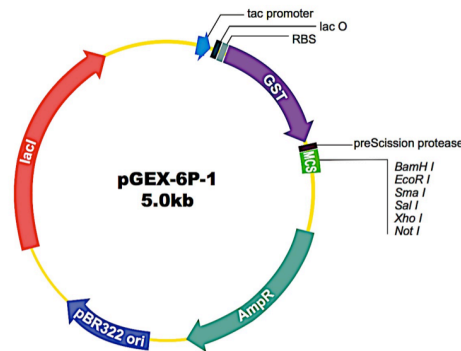 tac promoter
lac O
RBS
GST
preScission protease
MCS
BamH I
EcoR I
Sma I
Sal I
Xho I
Not I
pGEX-6P-1
5.0kb
lacI
AmpR
pBR322 ori